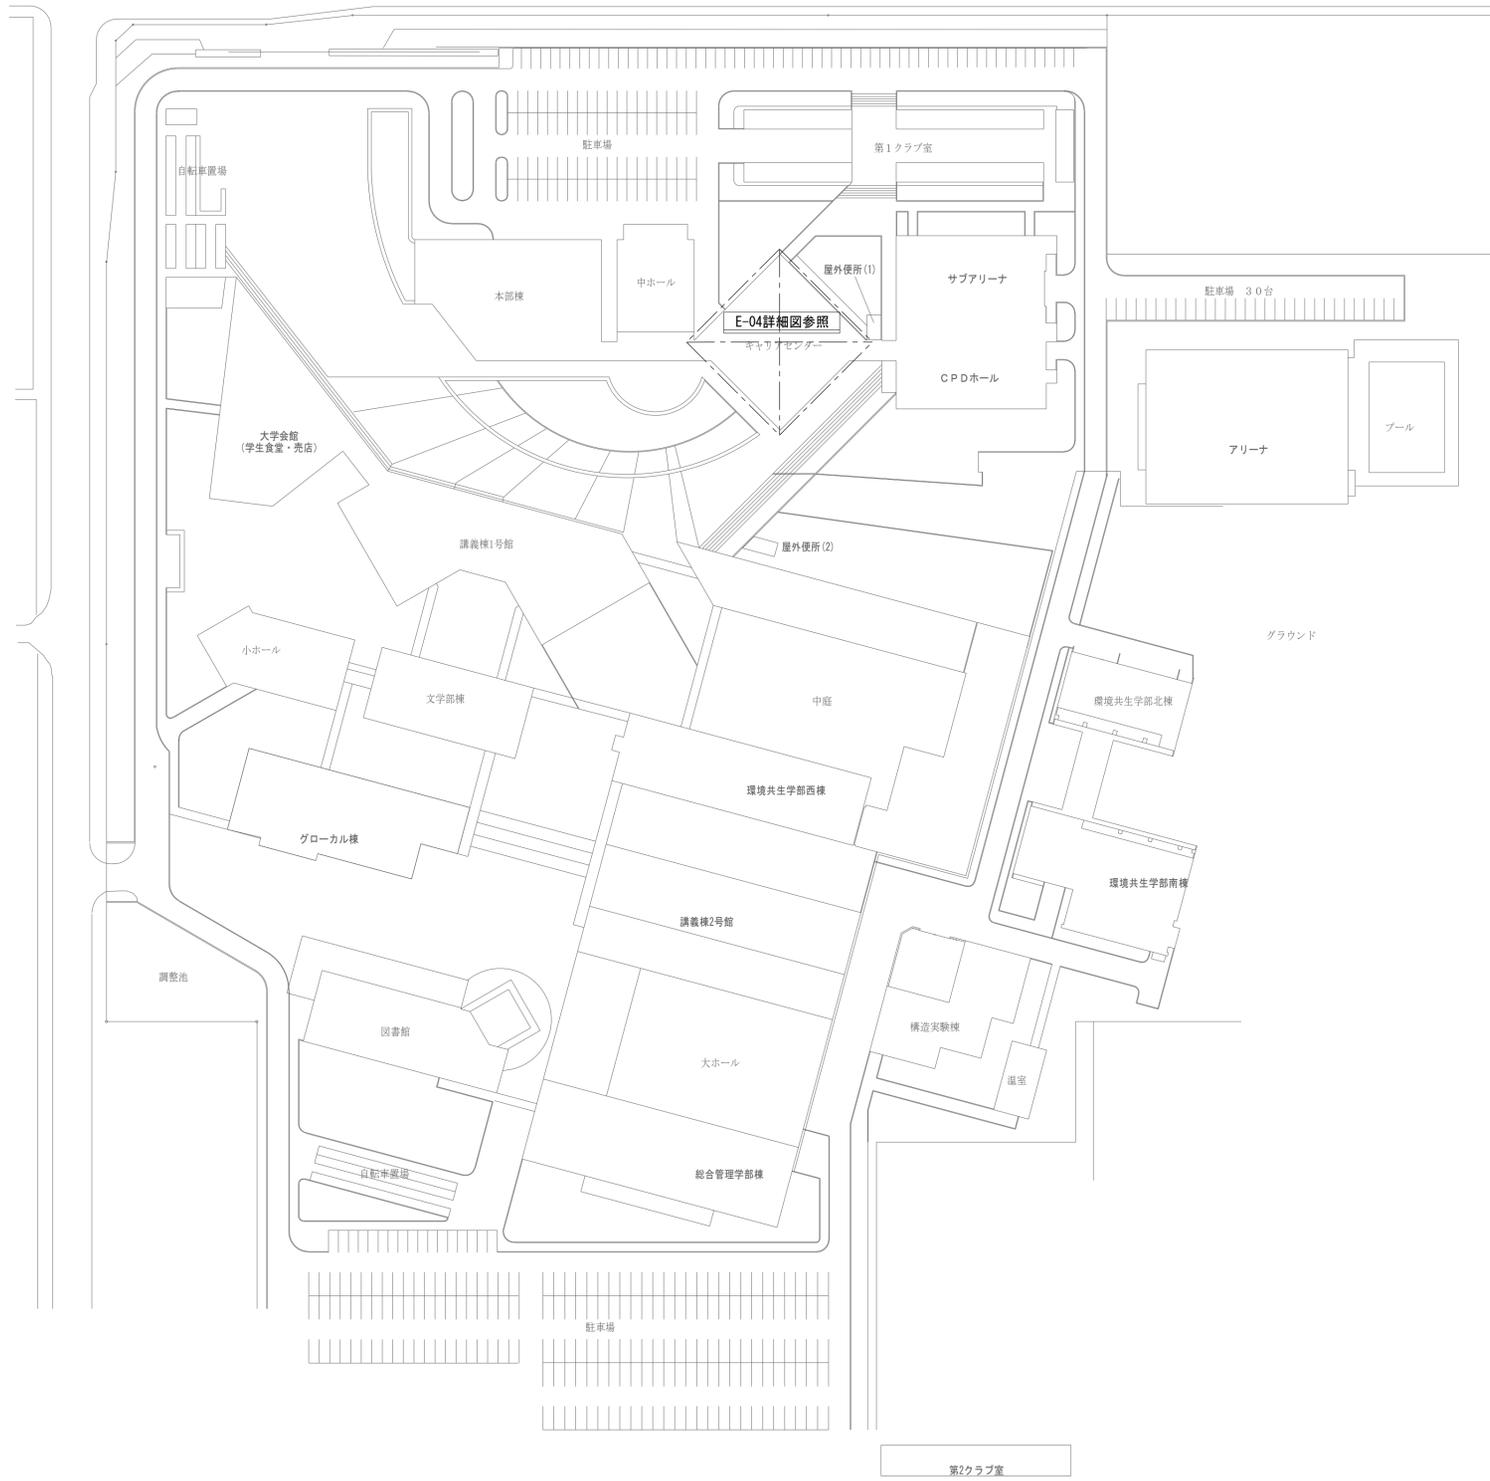 駐車場
第１クラブ室
自転車置場
屋外便所(1)
サブアリーナ
中ホール
駐車場　３０台
本部棟
E-04詳細図参照
キャリアセンター
ＣＰＤホール
プール
大学会館
(学生食堂・売店)
アリーナ
講義棟1号館
屋外便所(2)
グラウンド
小ホール
文学部棟
中庭
環境共生学部北棟
環境共生学部西棟
グローカル棟
環境共生学部南棟
講義棟2号館
調整池
図書館
構造実験棟
大ホール
温室
自転車置場
総合管理学部棟
駐車場
第2クラブ室